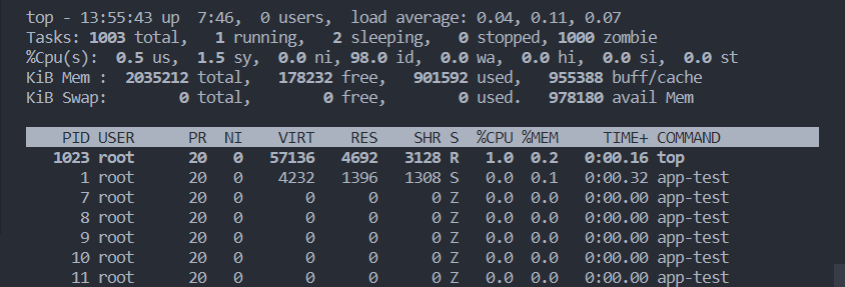 top - 13:55:43 up  7:46,  0 users,  load average: 0.04, 0.11, 0.07
Tasks: 1003 total,   1 running,   2 sleeping,   0 stopped, 1000 zombie
%Cpu(s):  0.5 us,  1.5 sy,  0.0 ni, 98.0 id,  0.0 wa,  0.0 hi,  0.0 si,  0.0 st
KiB Mem :  2035212 total,   178232 free,   901592 used,   955388 buff/cache
KiB Swap:        0 total,        0 free,        0 used.   978180 avail Mem
PID USER      PR  NI    VIRT    RES    SHR S  %CPU %MEM     TIME+ COMMAND
1023 root      20   0   57136   4692   3128 R   1.0  0.2   0:00.16 top
1 root      20   0    4232   1396   1308 S   0.0  0.1   0:00.32 app-test
7 root      20   0       0      0      0 Z   0.0  0.0   0:00.00 app-test
8 root      20   0       0      0      0 Z   0.0  0.0   0:00.00 app-test
9 root      20   0       0      0      0 Z   0.0  0.0   0:00.00 app-test
10 root      20   0       0      0      0 Z   0.0  0.0   0:00.00 app-test
11 root      20   0       0      0      0 Z   0.0  0.0   0:00.00 app-test